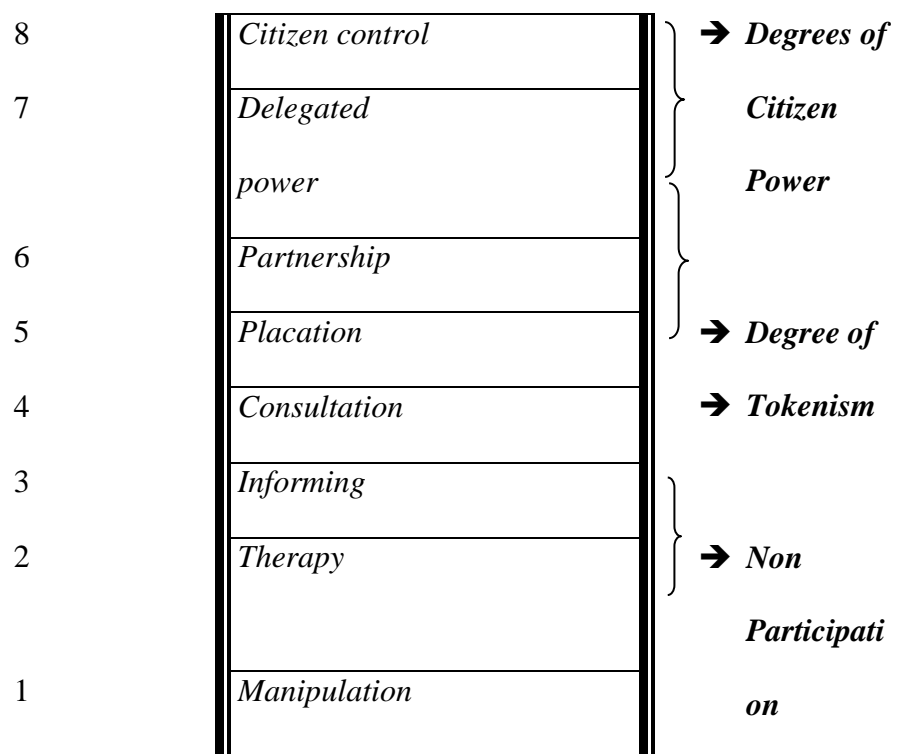 8 Citizen control ➔ Degrees of
7 Delegated Citizen
power Power
6 Partnership
5 Placation ➔ Degree of
4 Consultation ➔ Tokenism
3 Informing
2 Therapy ➔ Non
Participati
1 Manipulation on